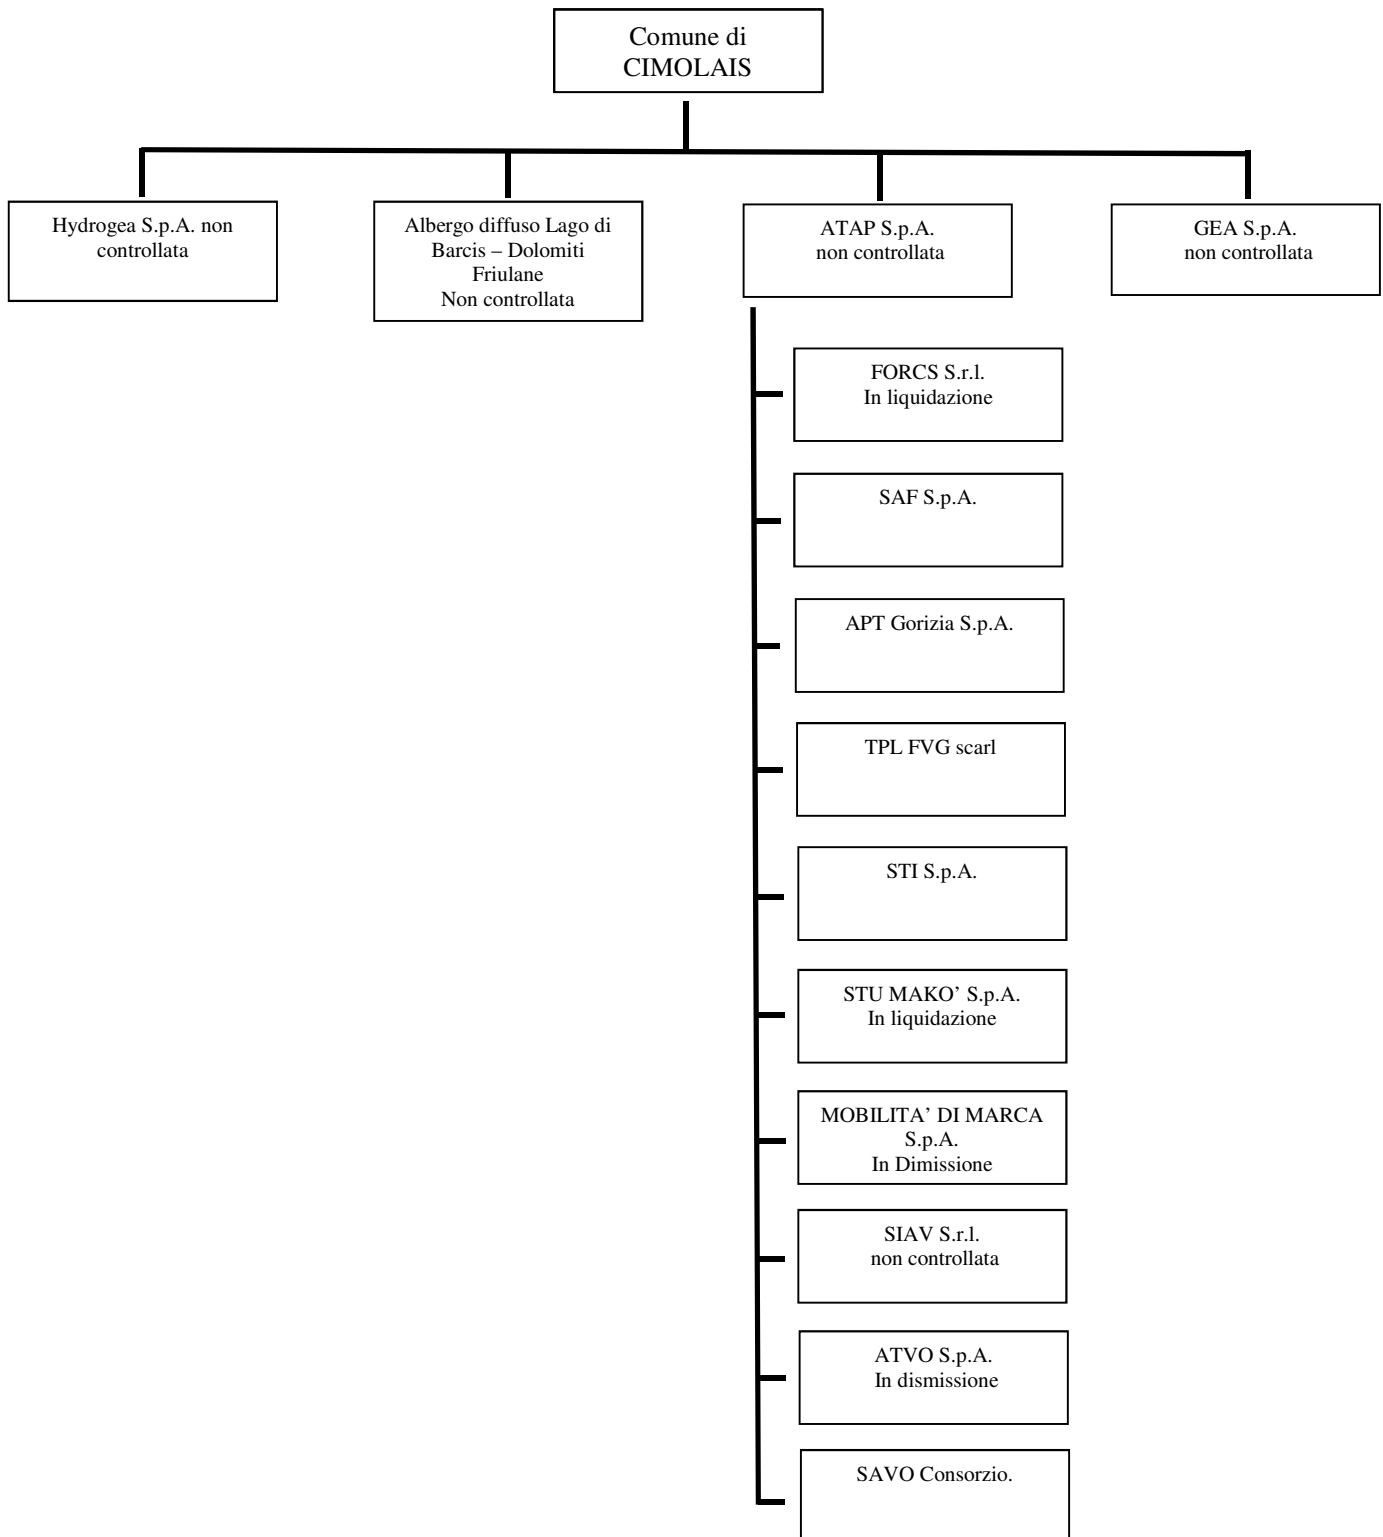 Comune di
CIMOLAIS
Hydrogea S.p.A. non
controllata
Albergo diffuso Lago di
Barcis – Dolomiti
Friulane
Non controllata
ATAP S.p.A.
non controllata
GEA S.p.A.
non controllata
FORCS S.r.l.
In liquidazione
SAF S.p.A.
APT Gorizia S.p.A.
TPL FVG scarl
STI S.p.A.
STU MAKO’ S.p.A.
In liquidazione
MOBILITA’ DI MARCA
S.p.A.
In Dimissione
SIAV S.r.l.
non controllata
ATVO S.p.A.
In dismissione
SAVO Consorzio.